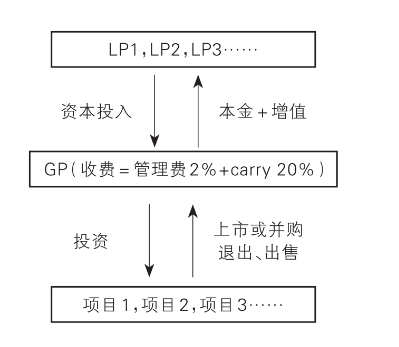 LP1,LP2,LP3……
资本投入
本金+增值
GP(收费=管理费2%+carry 20%)
投资
上市或并购
退出、出售
项目1,项目2,项目3……